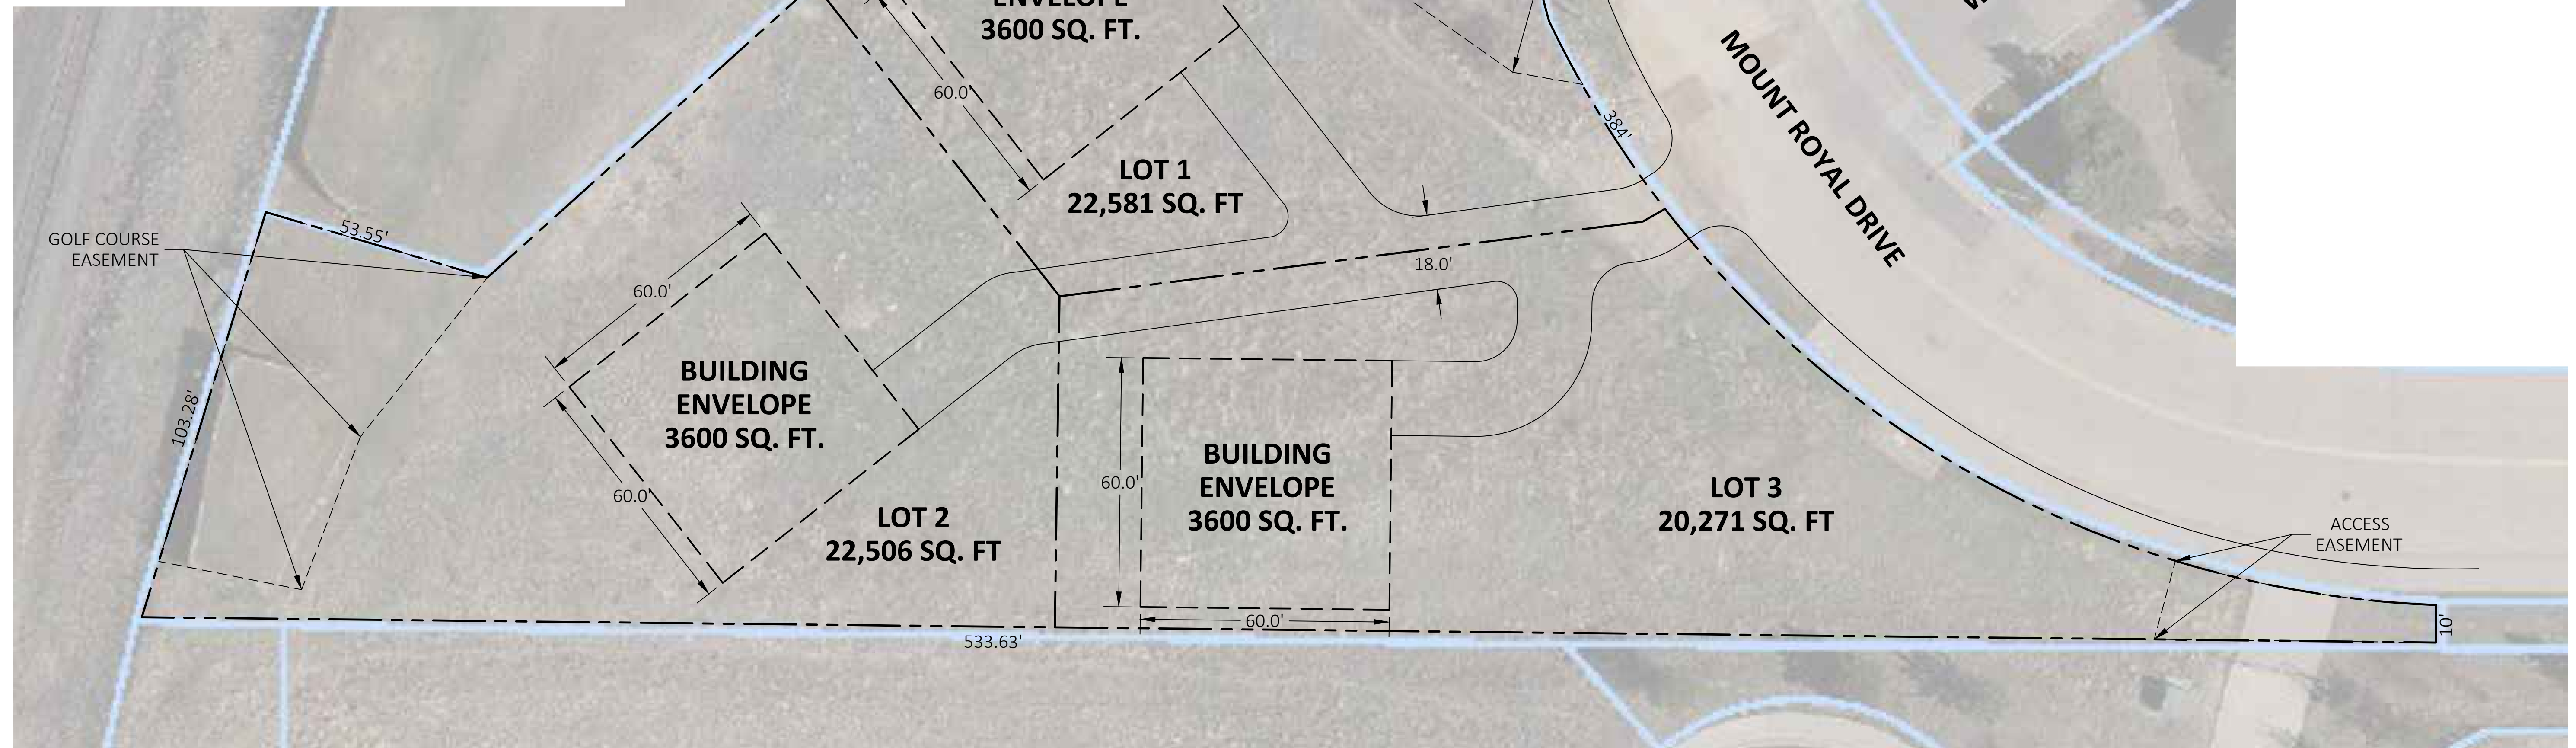 ENVELOPE
3600 SQ. FT.
60.0'
LOT 1
22,581 SQ. FT
384'
MOUNT ROYAL DRIVE
53.55'
GOLF COURSE
EASEMENT
103.28'
60.0'
BUILDING
ENVELOPE
3600 SQ. FT.
60.0'
LOT 2
22,506 SQ. FT
18.0'
60.0'
BUILDING
ENVELOPE
3600 SQ. FT.
60.0'
LOT 3
20,271 SQ. FT
ACCESS
EASEMENT
10'
533.63'